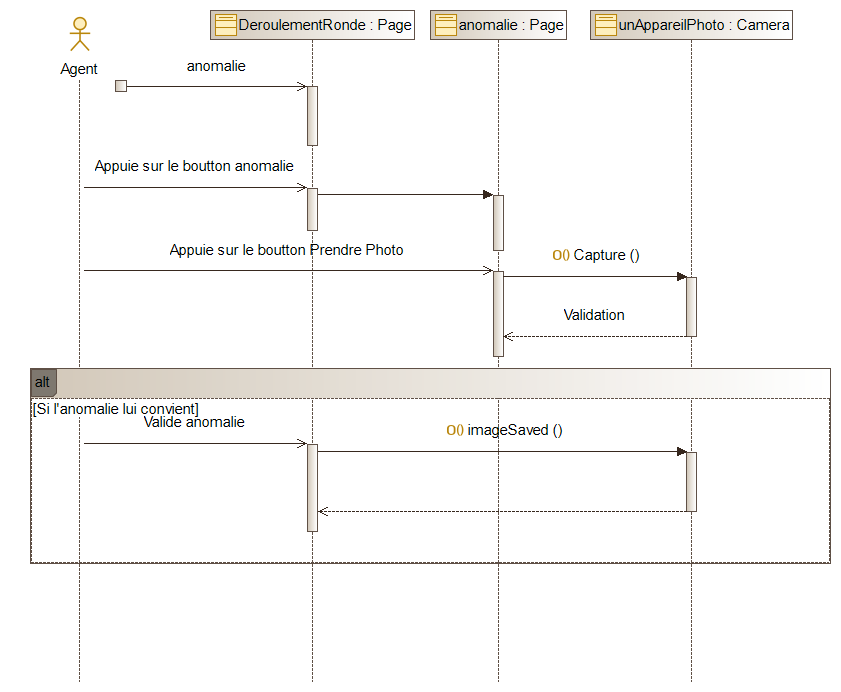 DeroulementRonde : Page
anomalie : Page
unAppareilPhoto : Camera
Agent
anomalie
Appuie sur le boutton anomalie
Appuie sur le boutton Prendre Photo
O() Capture ()
Validation
alt
[Si l'anomalie lui convient]
Valide anomalie
O() imageSaved ()